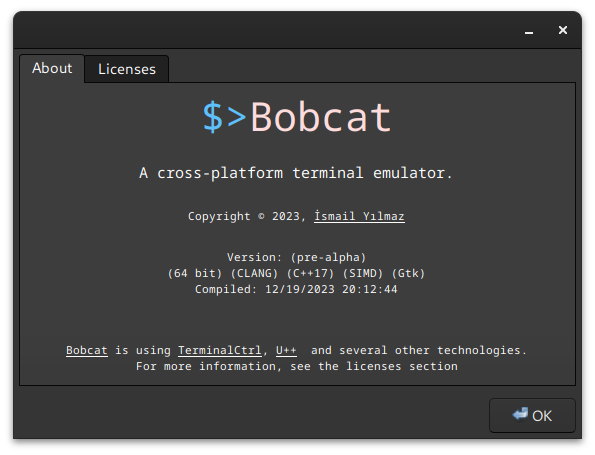 About Licenses
$>Bobcat
A cross-platform terminal emulator.
Copyright © 2023, İsmail Yılmaz
Version: (pre-alpha)
(64 bit) (CLANG) (C++17) (SIMD) (Gtk)
Compiled: 12/19/2023 20:12:44
Bobcat is using TerminalCtrl, U++ and several other technologies.
For more information, see the licenses section
OK